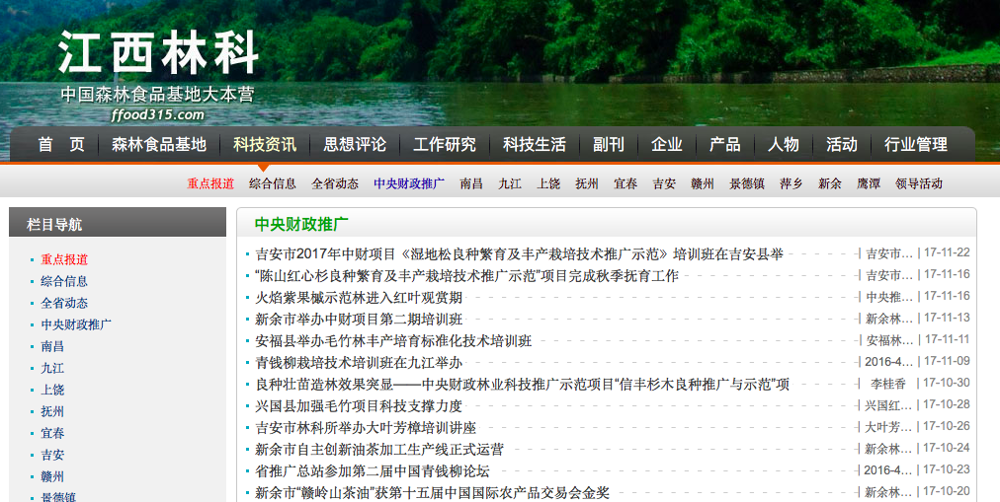 江西林科
中国森林食品基地大本营
ffood315.com
首 页 森林食品基地 科技资讯 思想评论 工作研究 科技生活 副刊 企业 产品 人物 活动 行业管理
重点报道 综合信息 全省动态 中央财政推广 南昌 九江 上饶 抚州 宜春 吉安 赣州 景德镇 萍乡 新余 鹰潭 领导活动
栏目导航
重点报道
综合信息
全省动态
中央财政推广
南昌
九江
上饶
抚州
宜春
吉安
赣州
景德镇
中央财政推广
吉安市2017年中财项目《湿地松良种繁育及丰产栽培技术推广示范》培训班在吉安县举 | 吉安市… | 17-11-22
“陈山红心杉良种繁育及丰产栽培技术推广示范”项目完成秋季抚育工作 | 吉安市… | 17-11-16
火焰紫果槭示范林进入红叶观赏期 | 中央推… | 17-11-16
新余市举办中财项目第二期培训班 | 新余林… | 17-11-13
安福县举办毛竹林丰产培育标准化技术培训班 | 安福林… | 17-11-11
青钱柳栽培技术培训班在九江举办 | 2016-4… | 17-11-09
良种壮苗造林效果突显——中央财政林业科技推广示范项目“信丰杉木良种推广与示范”项 | 李桂香 | 17-10-30
兴国县加强毛竹项目科技支撑力度 | 兴国红… | 17-10-28
吉安市林科所举办大叶芳樟培训讲座 | 大叶芳… | 17-10-26
新余市自主创新油茶加工生产线正式运营 | 新余林… | 17-10-24
省推广总站参加第二届中国青钱柳论坛 | 2016-4… | 17-10-23
新余市“赣岭山茶油”获第十五届中国国际农产品交易会金奖 | 新余林… | 17-10-20